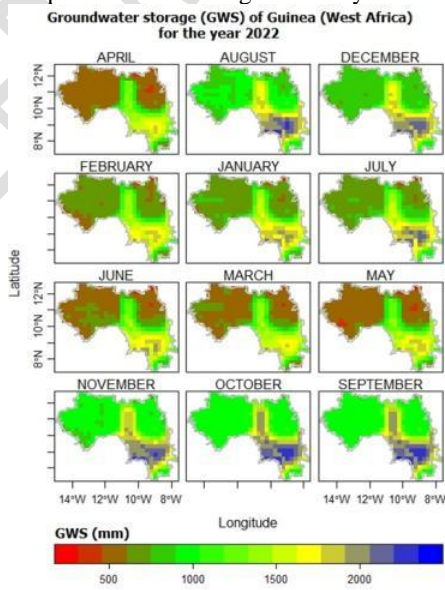 Groundwater storage (GWS) of Guinea (West Africa)
for the year 2022
APRIL AUGUST DECEMBER
12°N
10°N
8°N
FEBRUARY JANUARY JULY
Latitude
JUNE MARCH MAY
12°N
10°N
8°N
NOVEMBER OCTOBER SEPTEMBER
14°W 12°W 10°W 8°W 14°W 12°W 10°W 8°W
Longitude
GWS (mm)
500 1000 1500 2000